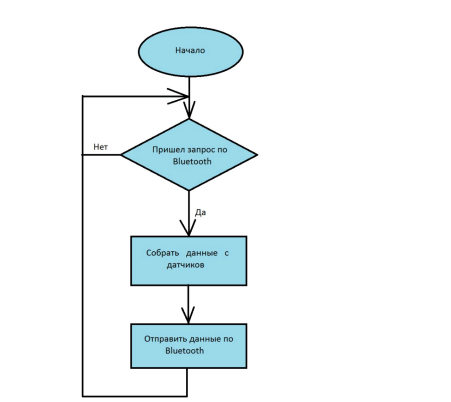 Начало
Нет
Пришел запрос по
Bluetooth
Да
Собрать данные с
датчиков
Отправить данные по
Bluetooth